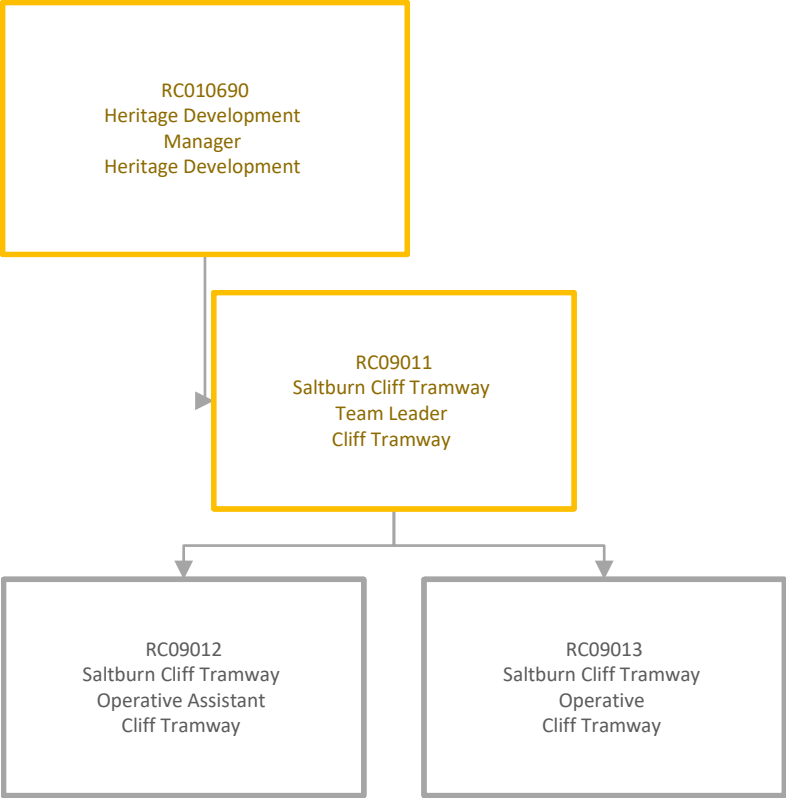 RC010690
Heritage Development
Manager
Heritage Development
RC09011
Saltburn Cliff Tramway
Team Leader
Cliff Tramway
RC09012
Saltburn Cliff Tramway
Operative Assistant
Cliff Tramway
RC09013
Saltburn Cliff Tramway
Operative
Cliff Tramway